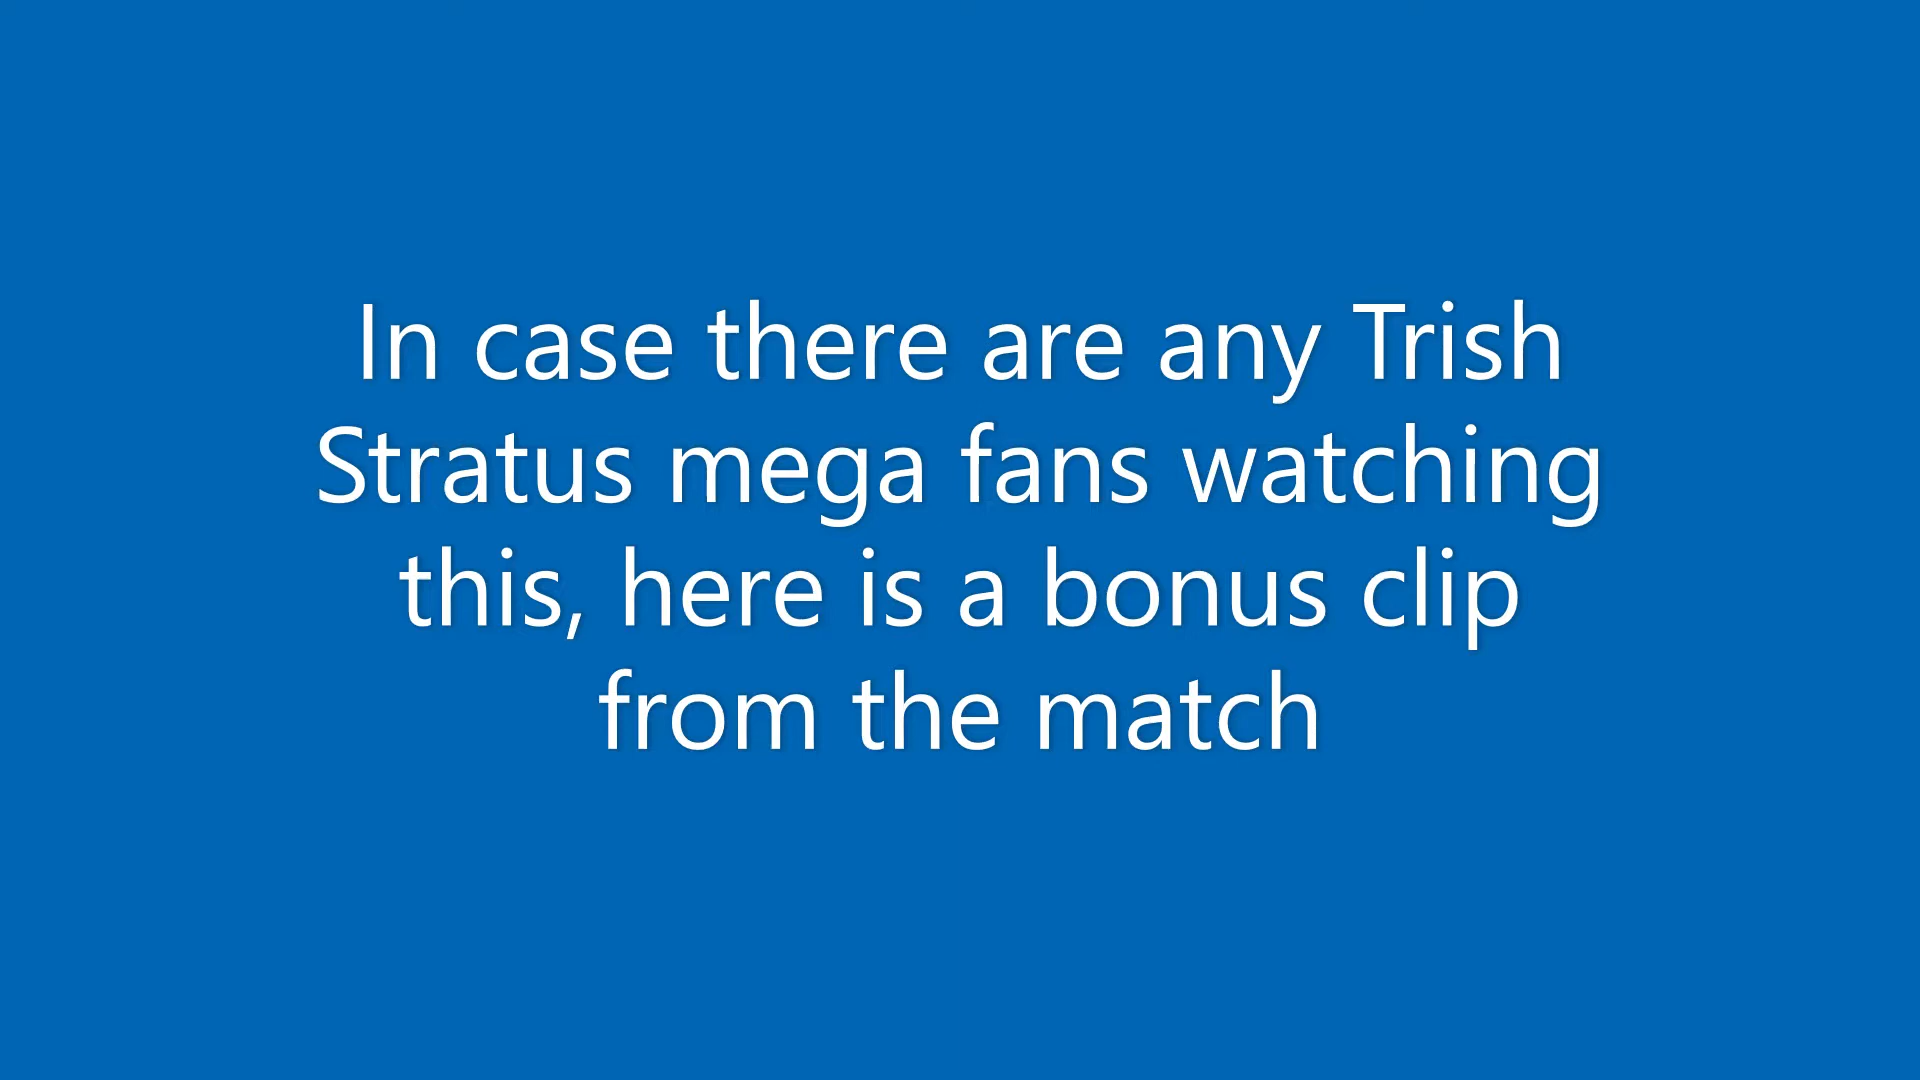 In case there are any Trish
Stratus mega fans watching
this, here is a bonus clip
from the match